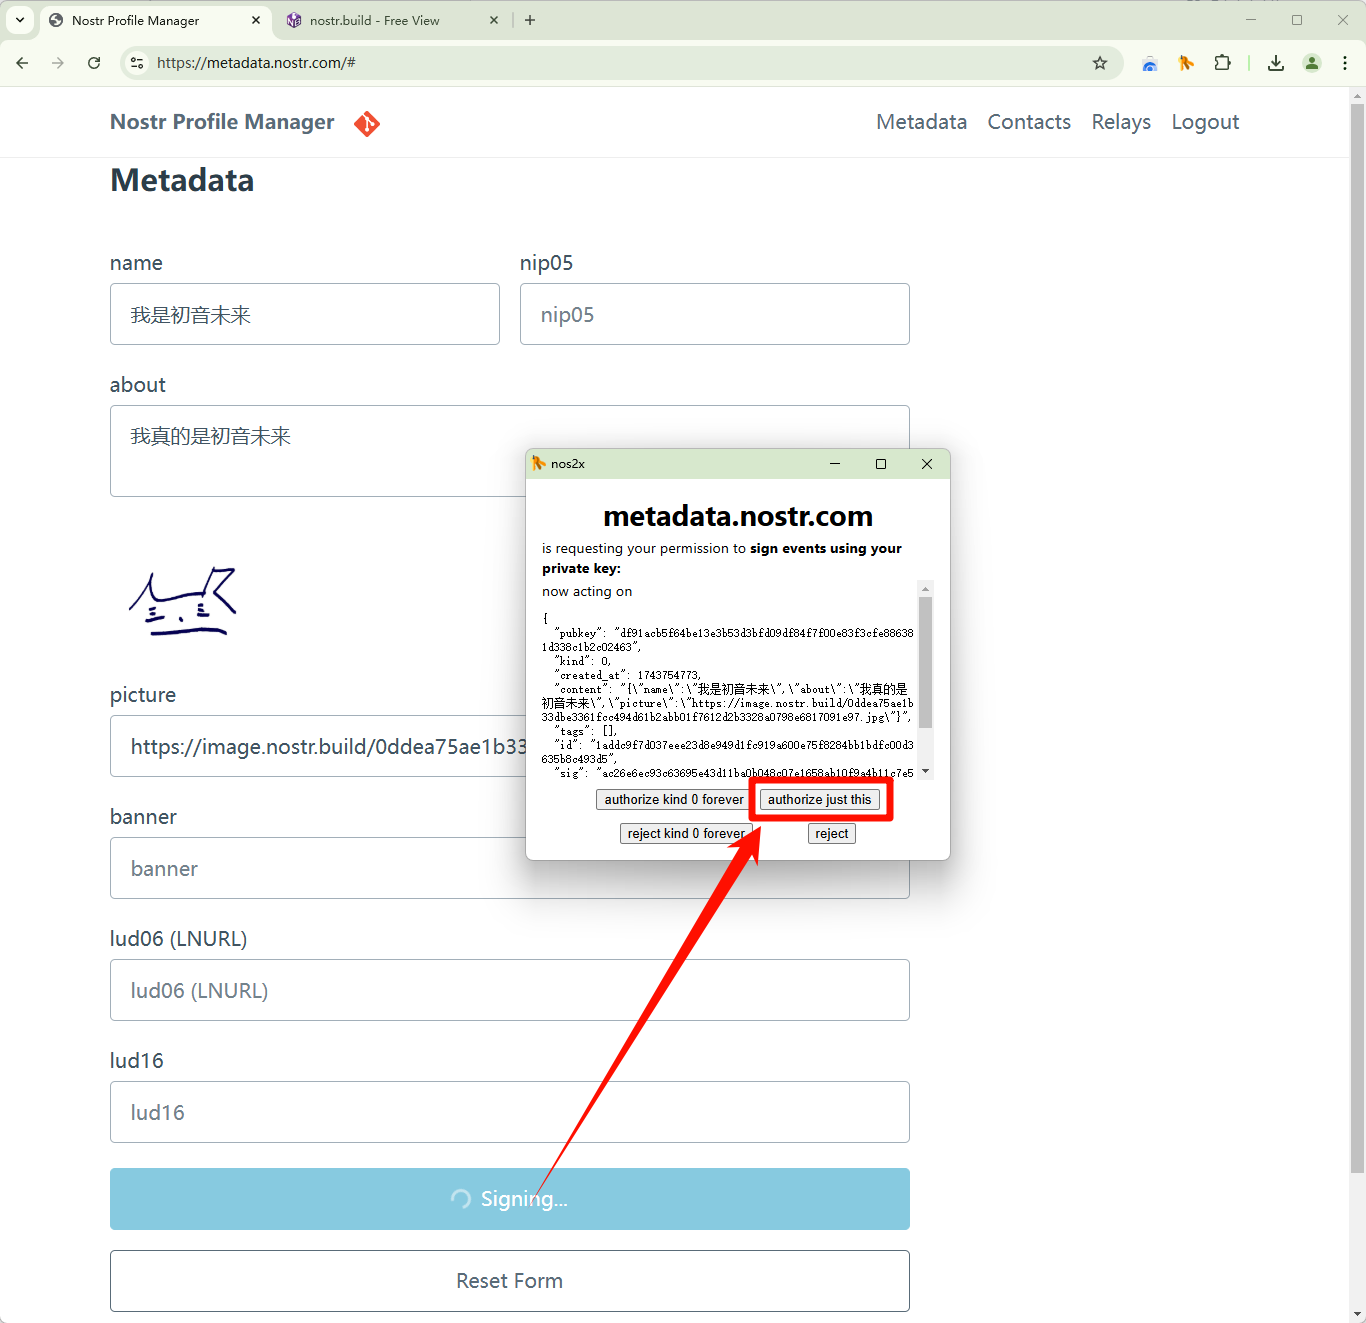 Nostr Profile Manager
nostr.build - Free View
https://metadata.nostr.com/#
Nostr Profile Manager
Metadata
Contacts
Relays
Logout
Metadata
name
nip05
我是初音未来
nip05
about
我真的是初音未来
picture
https://image.nostr.build/0ddea75ae1b33
banner
banner
lud06 (LNURL)
lud06 (LNURL)
lud16
lud16
Signing...
Reset Form
nos2x
metadata.nostr.com
is requesting your permission to sign events using your
private key:
now acting on
{
"pubkey": "df91acb5f64be13e3b53d3bfd09df84f7f00e83f3cfe88638
1d338c1b2c02463",
"kind": 0,
"created_at": 1743754773,
"content": "{\"name\":\"我是初音未来\",\"about\":\"我真的是
初音未来\",\"picture\":\"https://image.nostr.build/0ddea75ae1b
33dbe3361fcc494d61b2abb01f7612d2b3328a0798e6817091e97.jpg\"}",
"tags": [],
"id": "1addc9f7d037eee23d8e949d1fc919a600e75f8284bb1bdfc00d3
635b8c493d5",
"sig": "ac26e6ec93c63695e43d11ba0b048c07e1658ab10f9a4b11c7e5
authorize kind 0 forever
authorize just this
reject kind 0 forever
reject